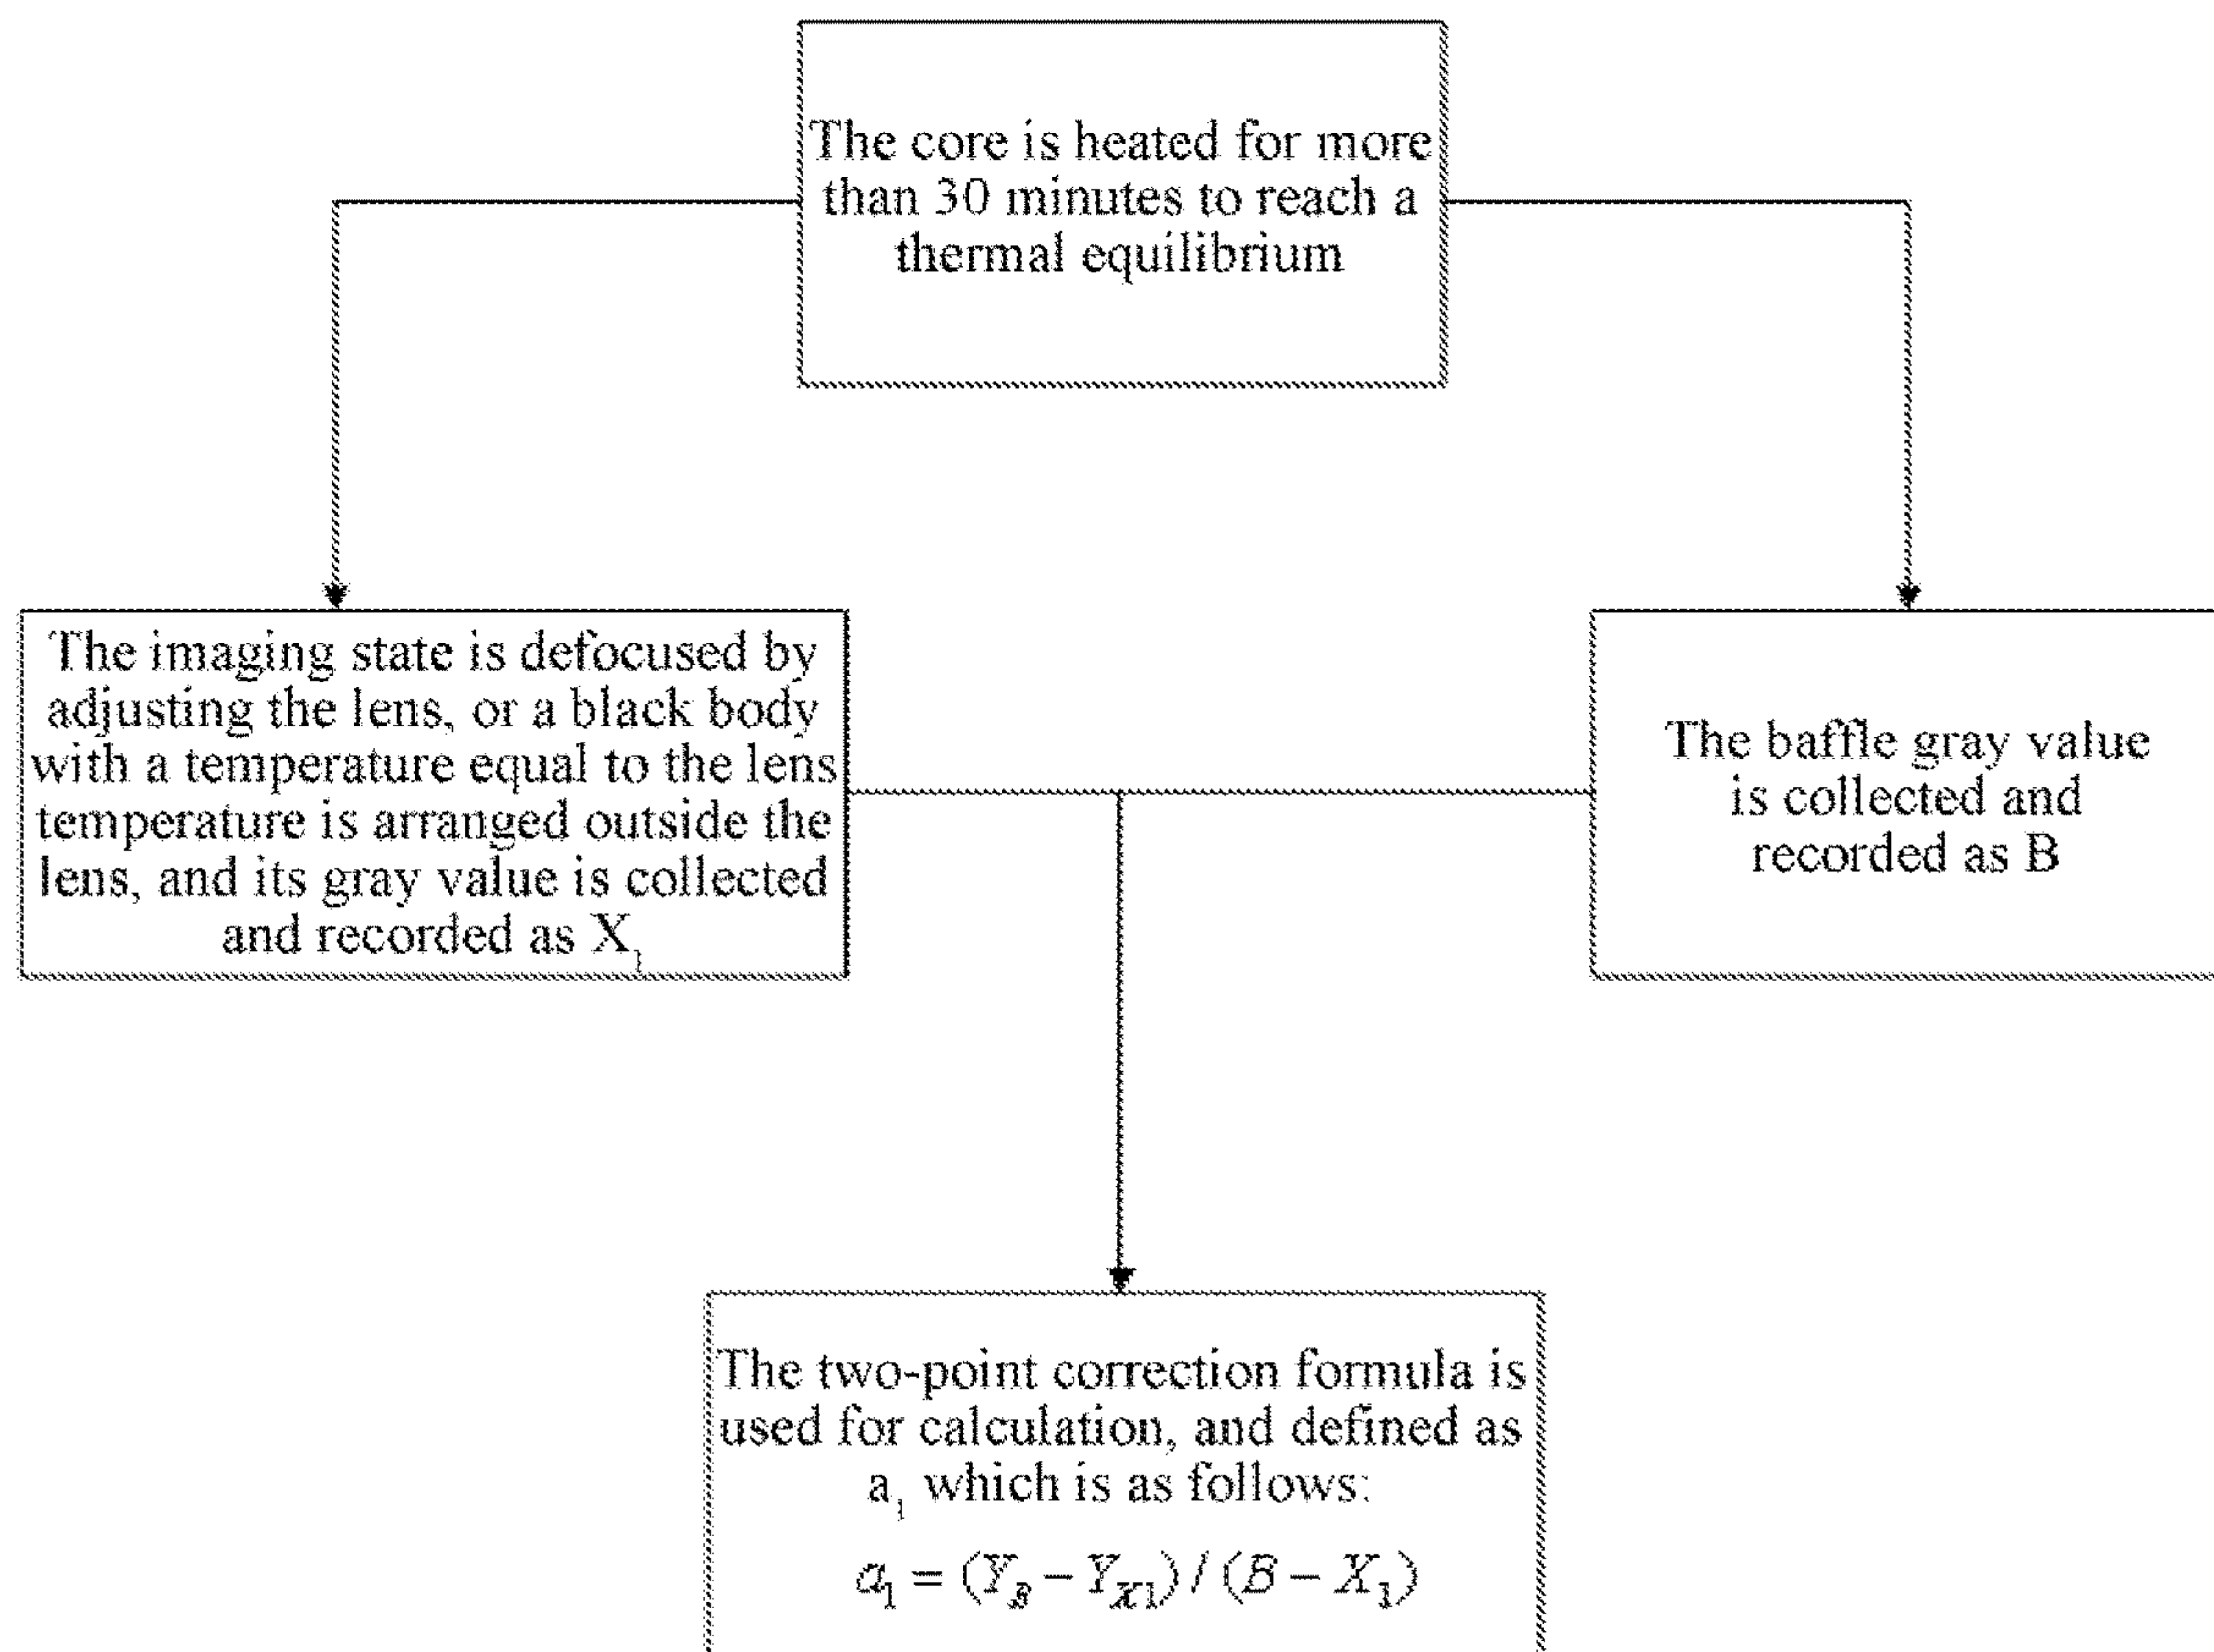 The core is heated for more
than 30 minutes to reach a
thermal equilibrium
The imaging state is defocused by
adjusting the lens, or a black body
with a temperature equal to the lens
temperature is arranged outside the
lens, and its gray value is collected
and recorded as X₁
The baffle gray value
is collected and
recorded as B
The two-point correction formula is
used for calculation, and defined as
a₁ which is as follows:
a₁ = (Y_B − Y_X1) / (B − X₁)